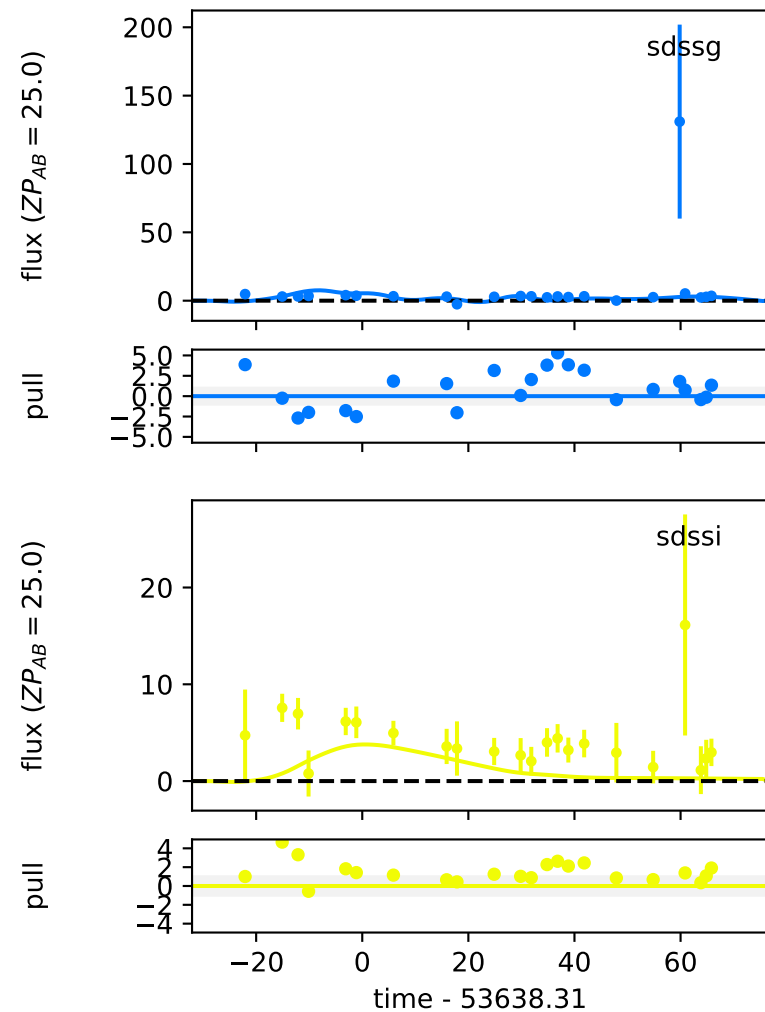 200
sdssg
150
100
50
0
flux (ZP_AB = 25.0)
5.0
2.5
0.0
−2.5
−5.0
pull
sdssi
20
10
0
flux (ZP_AB = 25.0)
4
2
0
−2
−4
pull
−20 0 20 40 60
time - 53638.31